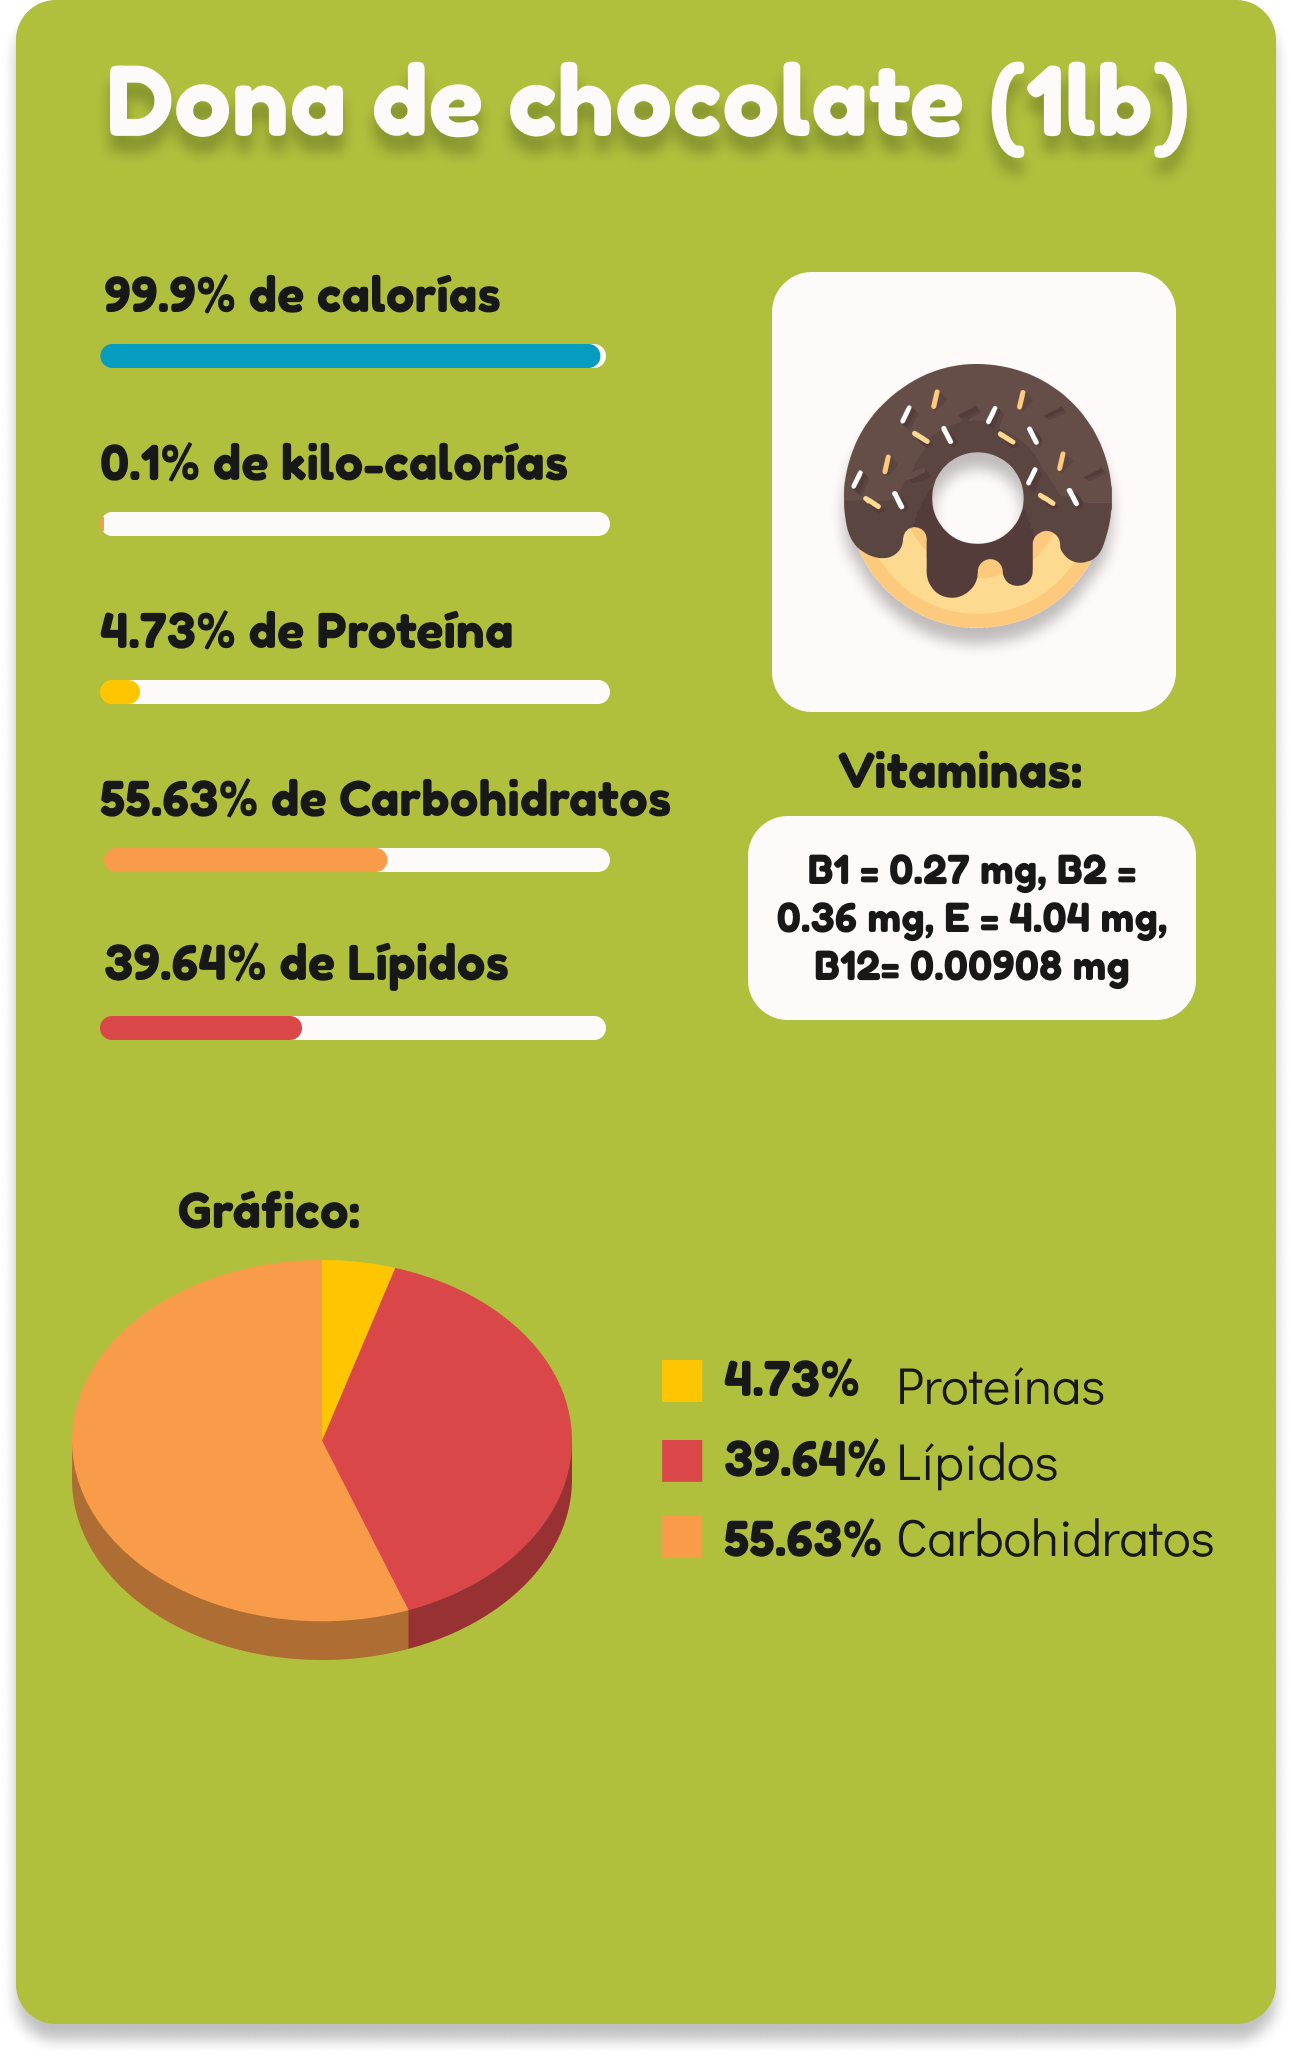 Dona de chocolate (1lb)
99.9% de calorías
0.1% de kilo-calorías
4.73% de Proteína
55.63% de Carbohidratos
39.64% de Lípidos
Vitaminas:
B1 = 0.27 mg, B2 =
0.36 mg, E = 4.04 mg,
B12= 0.00908 mg
Gráfico:
4.73% Proteínas
39.64% Lípidos
55.63% Carbohidratos